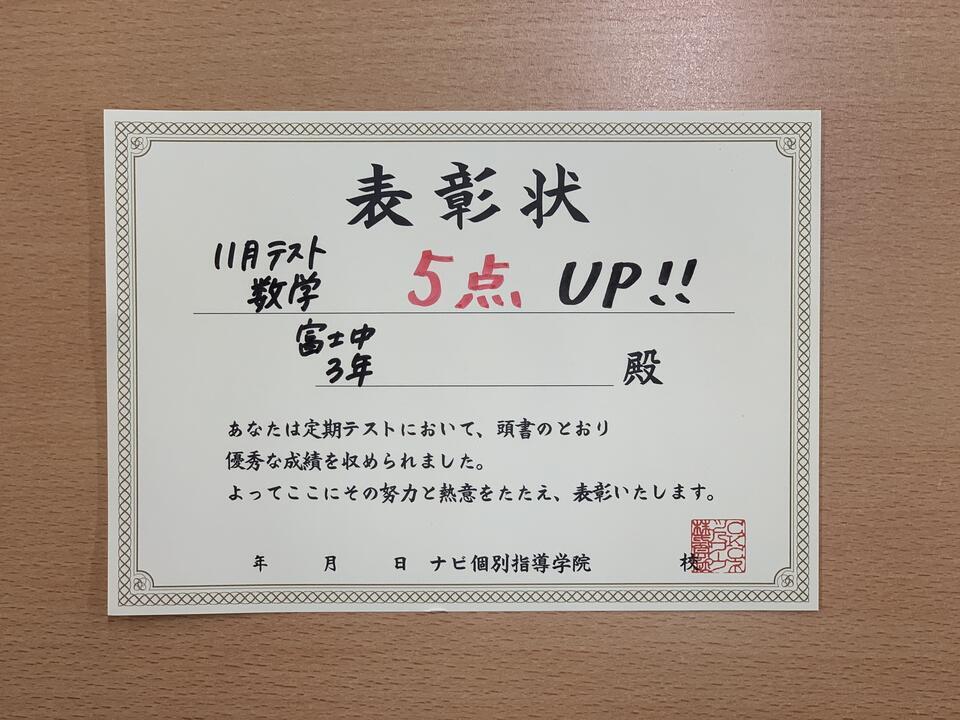 表彰状
11月テスト
数学 5点 UP!!
富士中
3年 殿
あなたは定期テストにおいて、頭書のとおり
優秀な成績を収められました。
よってここにその努力と熱意をたたえ、表彰いたします。
年 月 日 ナビ個別指導学院 校